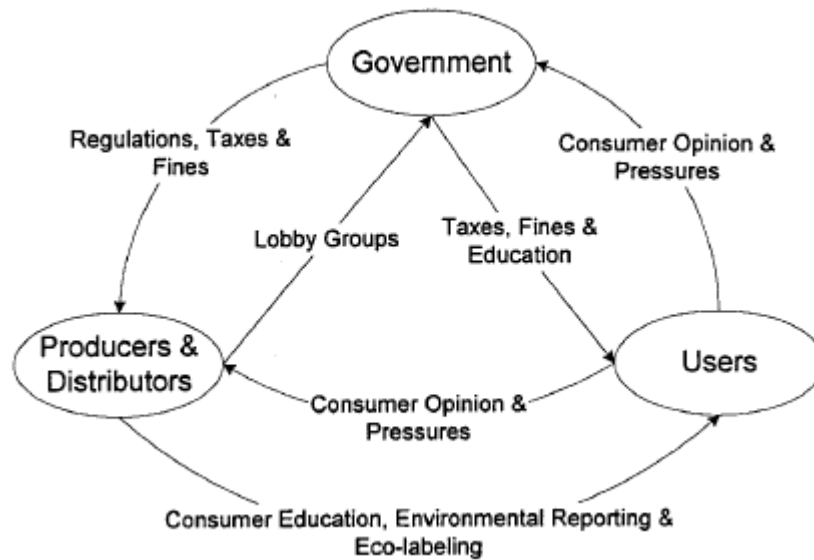 Government
Regulations, Taxes &
Fines
Consumer Opinion &
Pressures
Lobby Groups
Taxes, Fines &
Education
Producers &
Distributors
Users
Consumer Opinion &
Pressures
Consumer Education, Environmental Reporting &
Eco-labeling